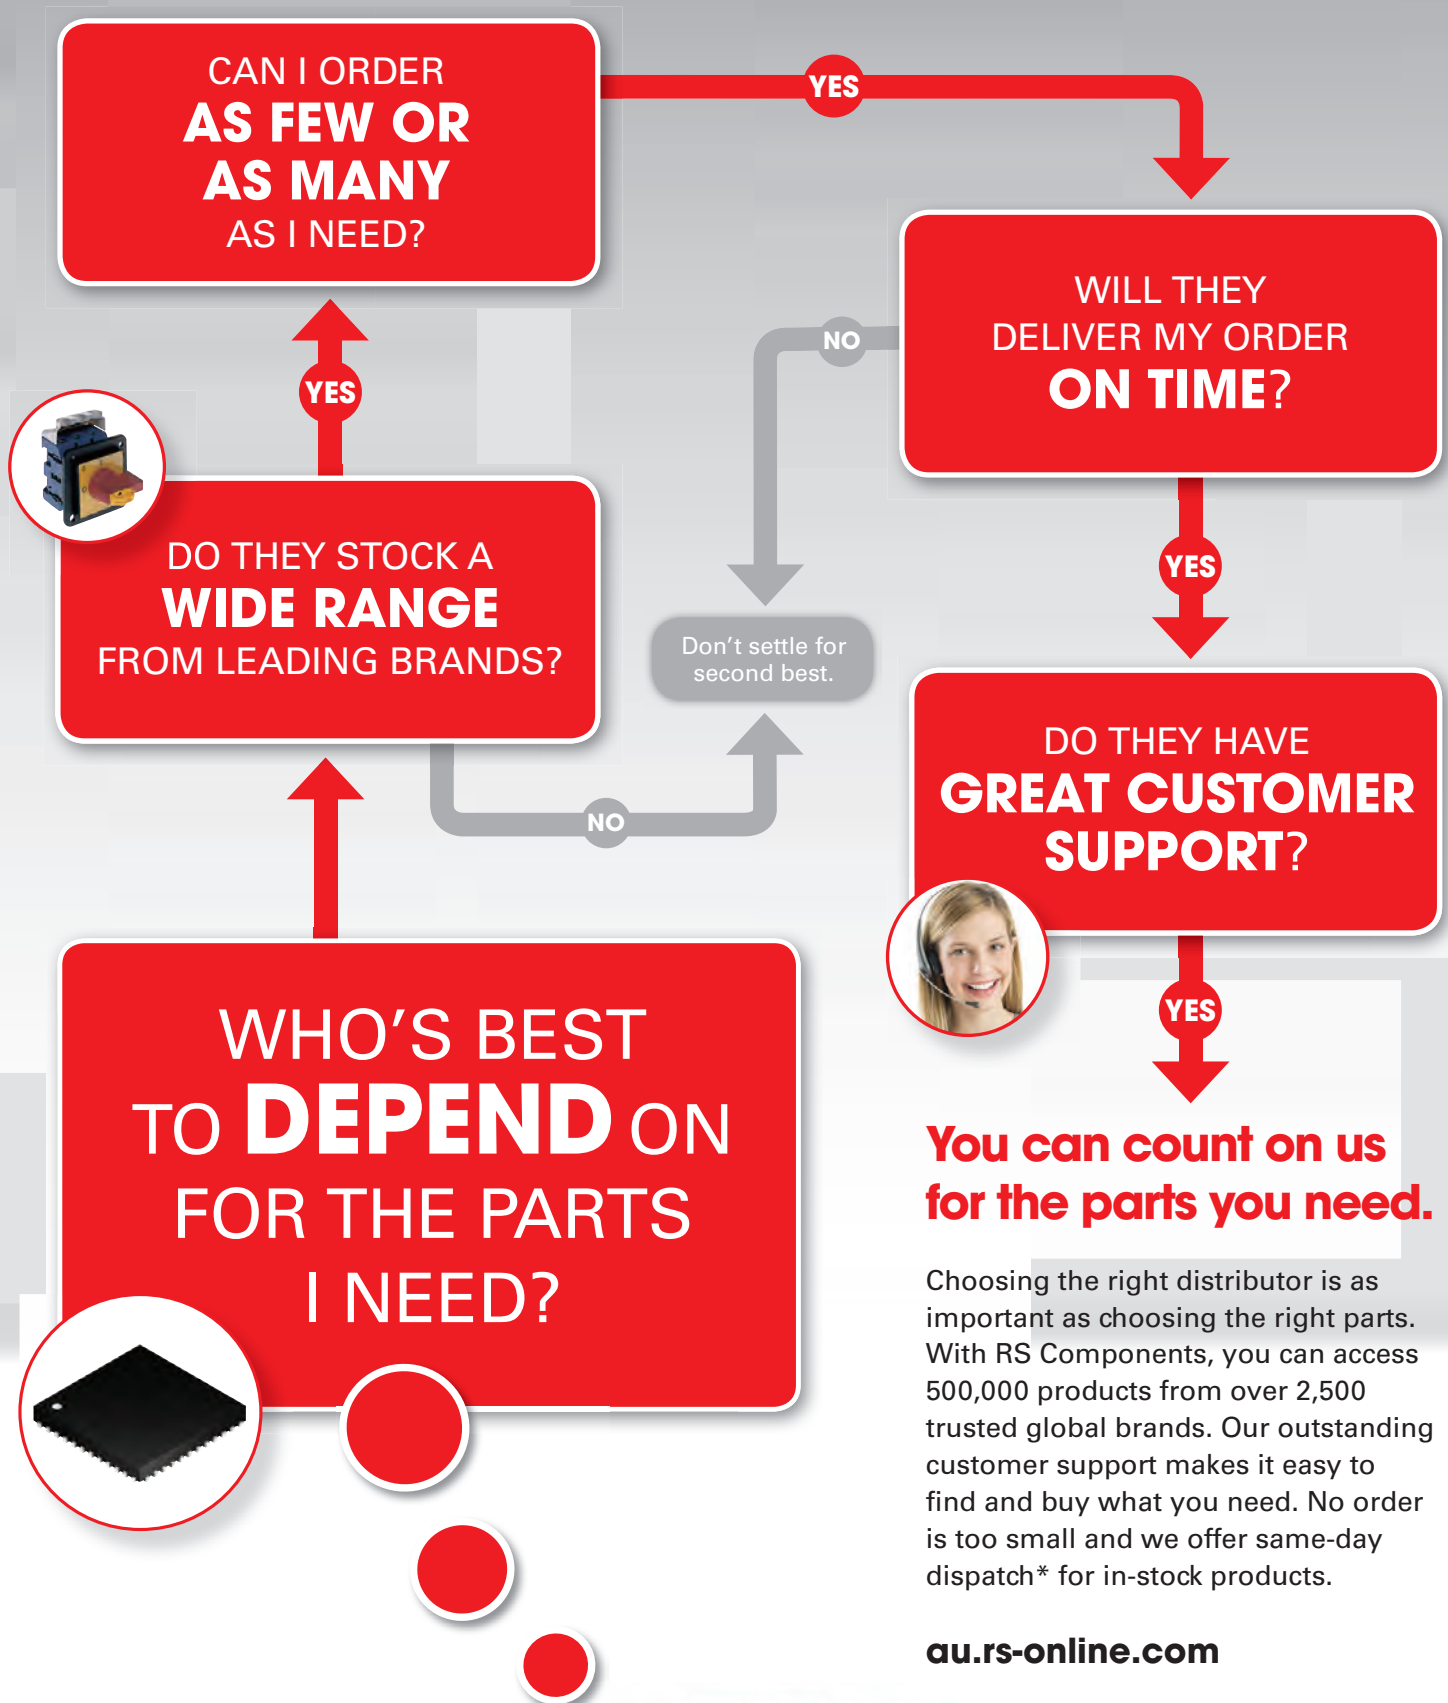 CAN I ORDER
AS FEW OR
AS MANY
AS I NEED?
YES
WILL THEY
DELIVER MY ORDER
ON TIME?
NO
YES
YES
DO THEY STOCK A
WIDE RANGE
FROM LEADING BRANDS?
Don't settle for
second best.
NO
DO THEY HAVE
GREAT CUSTOMER
SUPPORT?
YES
WHO'S BEST
TO DEPEND ON
FOR THE PARTS
I NEED?
You can count on us
for the parts you need.
Choosing the right distributor is as
important as choosing the right parts.
With RS Components, you can access
500,000 products from over 2,500
trusted global brands. Our outstanding
customer support makes it easy to
find and buy what you need. No order
is too small and we offer same-day
dispatch* for in-stock products.
au.rs-online.com